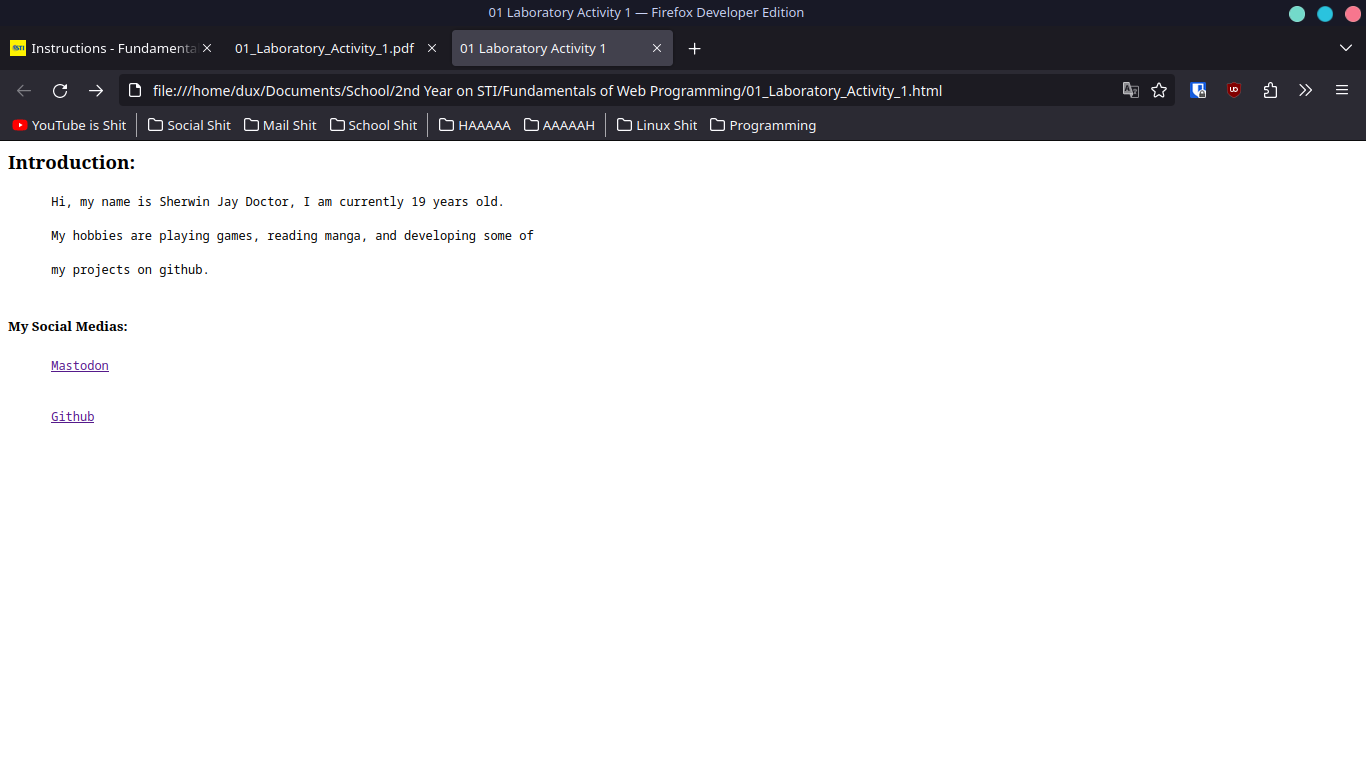 01 Laboratory Activity 1 — Firefox Developer Edition
STI Instructions - Fundamenta
01_Laboratory_Activity_1.pdf
01 Laboratory Activity 1
file:///home/dux/Documents/School/2nd Year on STI/Fundamentals of Web Programming/01_Laboratory_Activity_1.html
YouTube is Shit Social Shit Mail Shit School Shit HAAAAA AAAAAH Linux Shit Programming
Introduction:
Hi, my name is Sherwin Jay Doctor, I am currently 19 years old.
My hobbies are playing games, reading manga, and developing some of
my projects on github.
My Social Medias:
Mastodon
Github